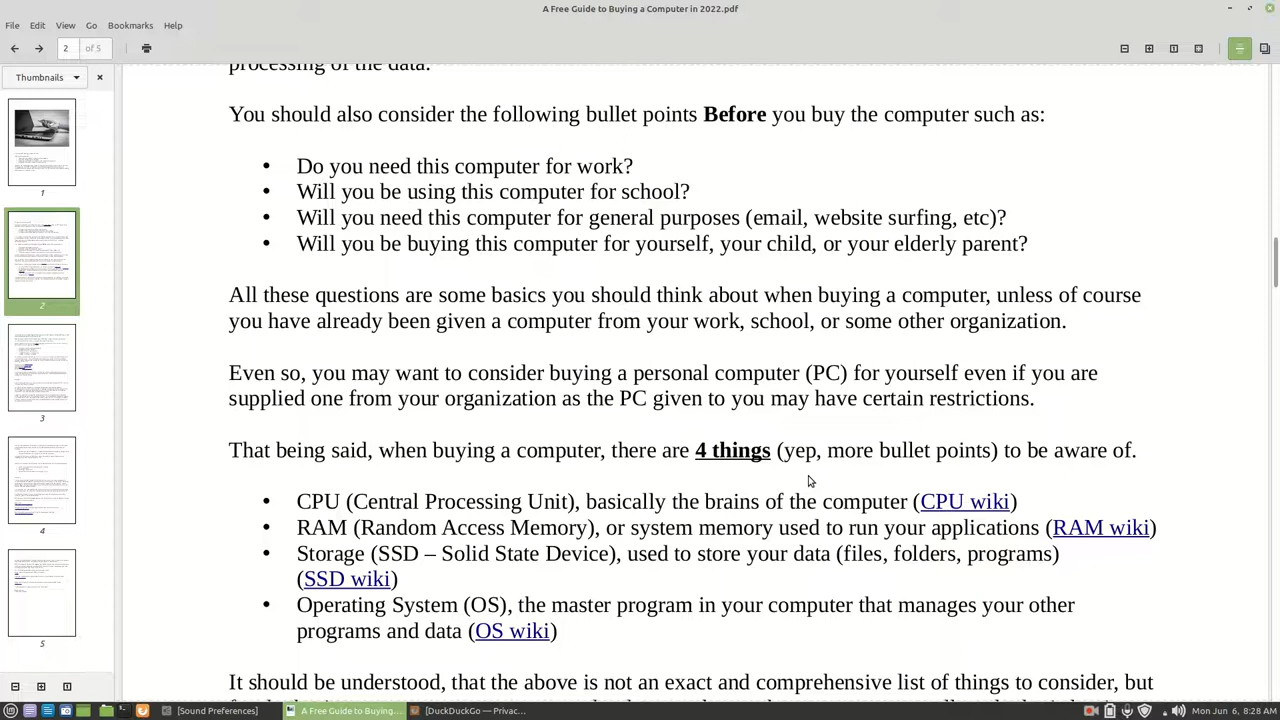 A Free Guide to Buying a Computer in 2022.pdf
File Edit View Go Bookmarks Help
2 of 5
Thumbnails
1
2
3
4
5
processing of the data.
You should also consider the following bullet points Before you buy the computer such as:
• Do you need this computer for work?
• Will you be using this computer for school?
• Will you need this computer for general purposes (email, website surfing, etc)?
• Will you be buying this computer for yourself, your child, or your elderly parent?
All these questions are some basics you should think about when buying a computer, unless of course
you have already been given a computer from your work, school, or some other organization.
Even so, you may want to consider buying a personal computer (PC) for yourself even if you are
supplied one from your organization as the PC given to you may have certain restrictions.
That being said, when buying a computer, there are 4 things (yep, more bullet points) to be aware of.
• CPU (Central Processing Unit), basically the brains of the computer (CPU wiki)
• RAM (Random Access Memory), or system memory used to run your applications (RAM wiki)
• Storage (SSD – Solid State Device), used to store your data (files, folders, programs)
(SSD wiki)
• Operating System (OS), the master program in your computer that manages your other
programs and data (OS wiki)
It should be understood, that the above is not an exact and comprehensive list of things to consider, but
[Sound Preferences] A Free Guide to Buying... [DuckDuckGo — Privac... Mon Jun 6, 8:28 AM